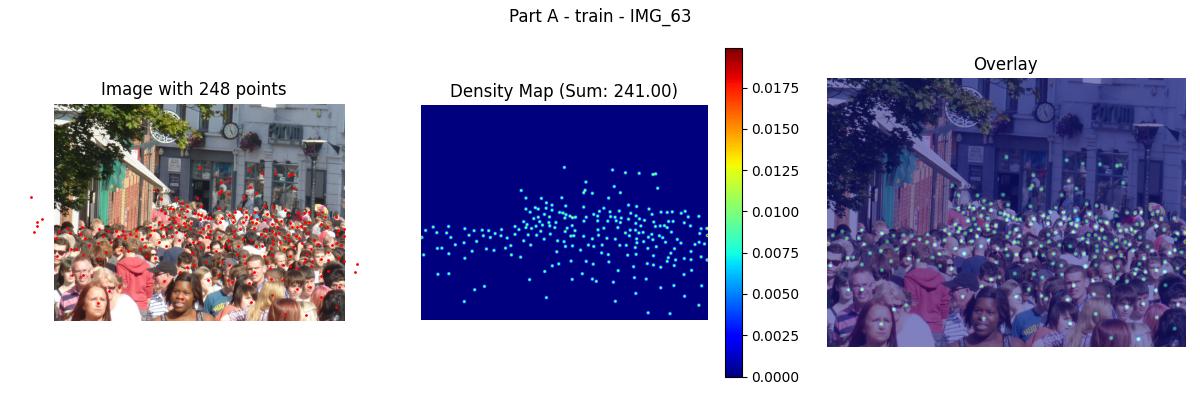 Part A - train - IMG_63
Image with 248 points
Density Map (Sum: 241.00)
0.0175
0.0150
0.0125
0.0100
0.0075
0.0050
0.0025
0.0000
Overlay